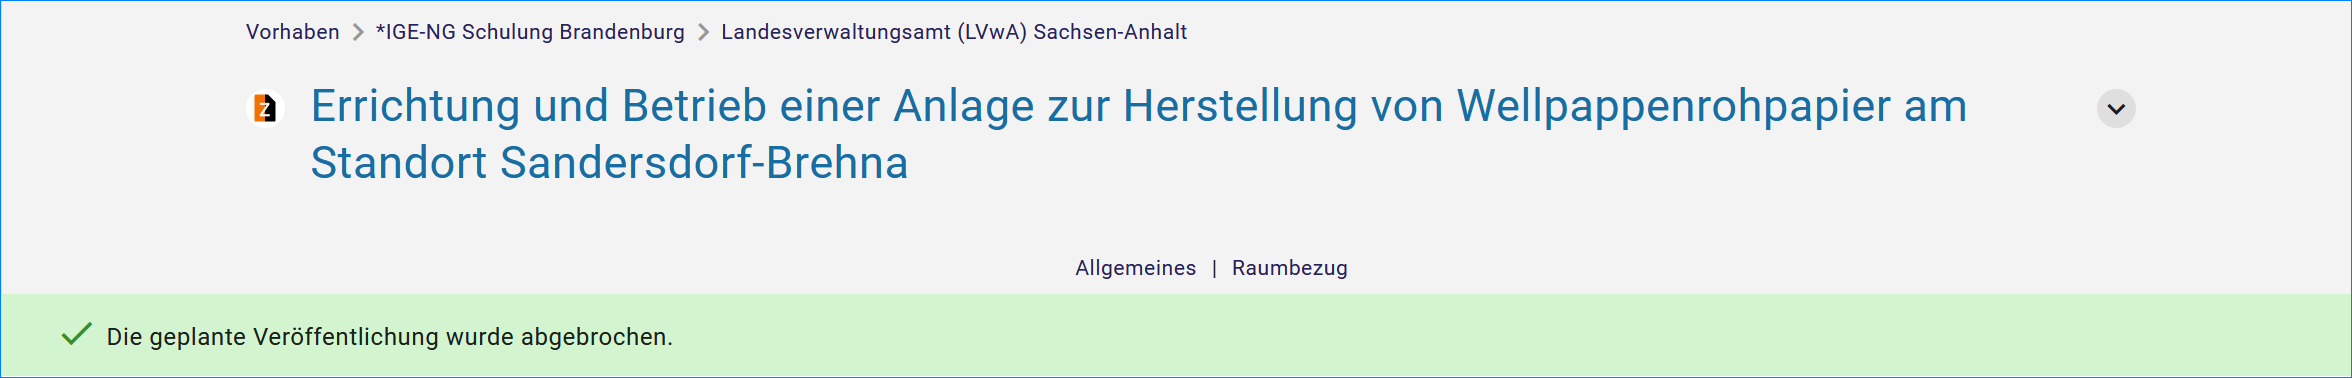 Vorhaben > *IGE-NG Schulung Brandenburg > Landesverwaltungsamt (LVwA) Sachsen-Anhalt
Z
Errichtung und Betrieb einer Anlage zur Herstellung von Wellpappenrohpapier am
Standort Sandersdorf-Brehna
Allgemeines | Raumbezug
Die geplante Veröffentlichung wurde abgebrochen.